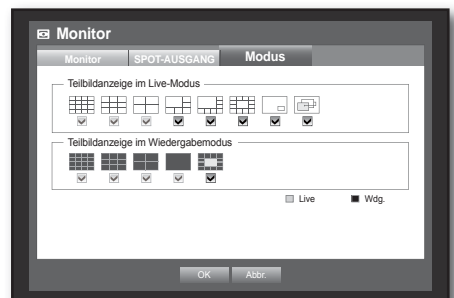 Monitor
Monitor SPOT-AUSGANG Modus
Teilbildanzeige im Live-Modus
Teilbildanzeige im Wiedergabemodus
Live Wdg.
OK Abbr.